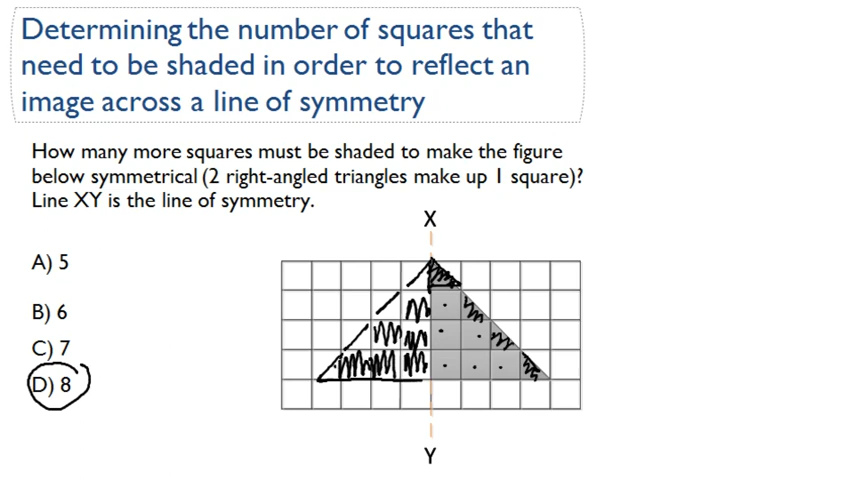 Determining the number of squares that
need to be shaded in order to reflect an
image across a line of symmetry
How many more squares must be shaded to make the figure
below symmetrical (2 right-angled triangles make up 1 square)?
Line XY is the line of symmetry.
X
A) 5
B) 6
C) 7
D) 8
Y